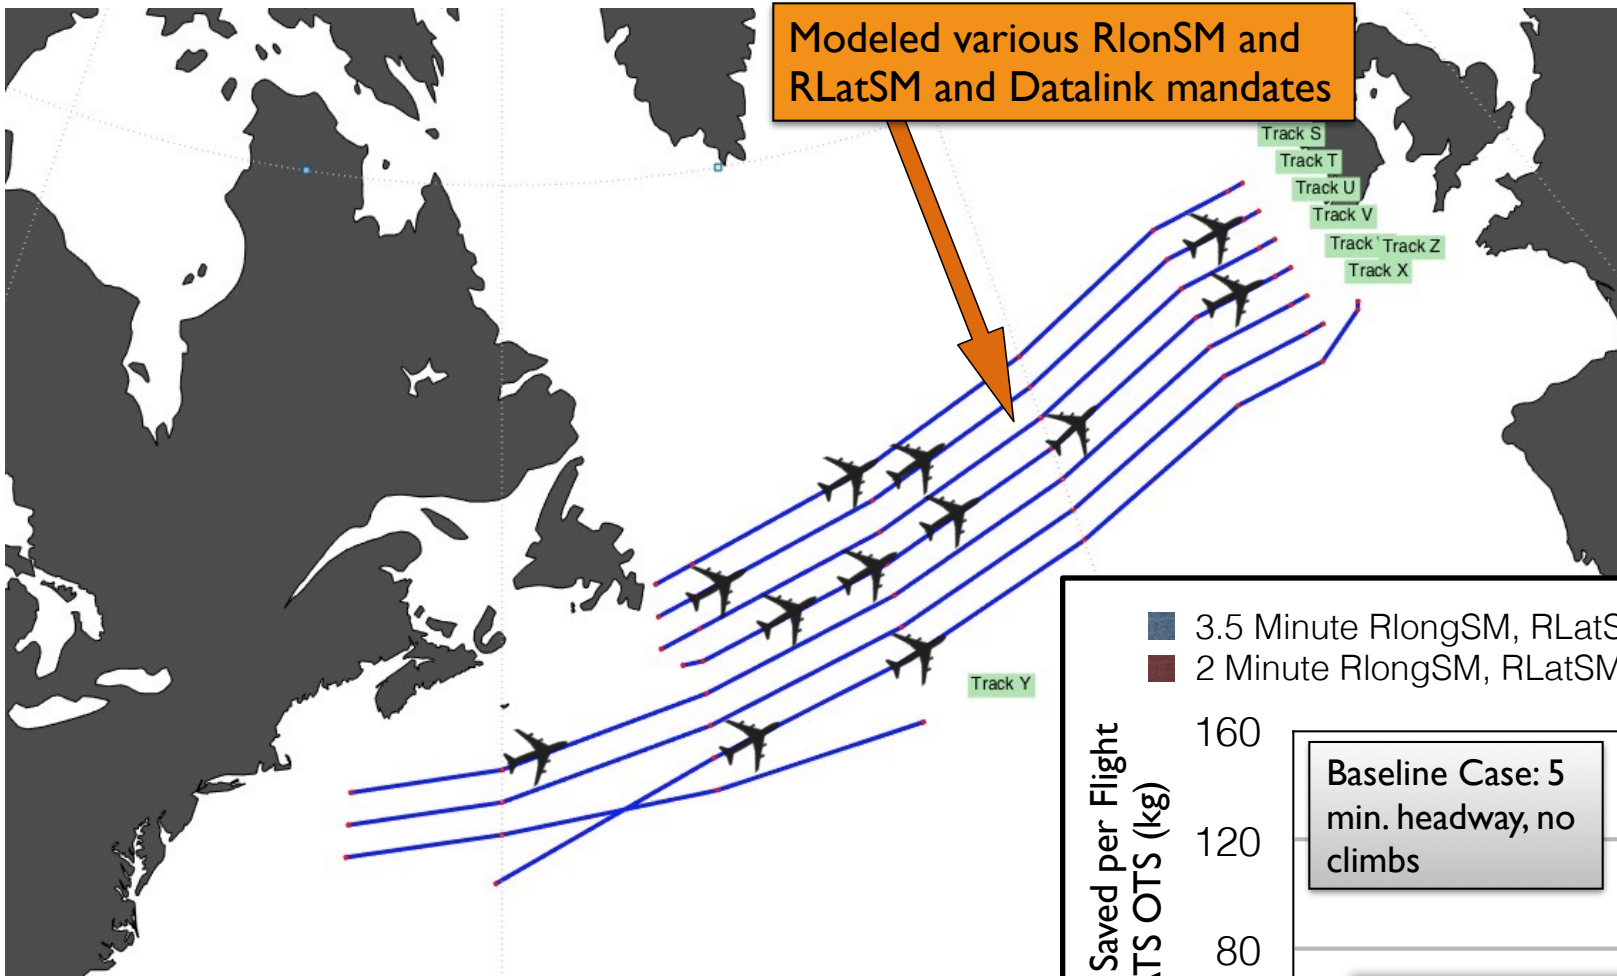 Modeled various RlonSM and
RLatSM and Datalink mandates
Track S
Track T
Track U
Track V
Track
Track Z
Track X
Track Y
3.5 Minute RlongSM, RLatS
2 Minute RlongSM, RLatSM
Saved per Flight
ATS OTS (kg)
160
120
80
Baseline Case: 5
min. headway, no
climbs